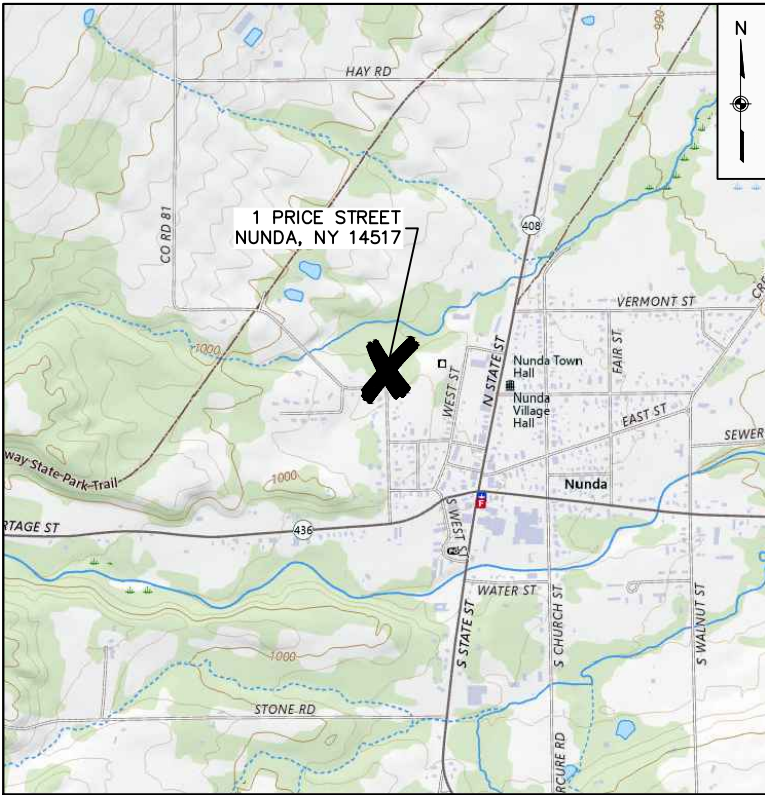 N
900
HAY RD
CO RD 81
1 PRICE STREET
NUNDA, NY 14517
408
VERMONT ST
CRE
1000
N STATE ST
FAIR ST
WEST ST
Nunda Town
Hall
Nunda
Village
Hall
EAST ST
SEWER
way State Park Trail
1000
Nunda
RTAGE ST
436
S WEST ST
WATER ST
S STATE ST
S CHURCH ST
S WALNUT ST
1000
STONE RD
RCURE RD